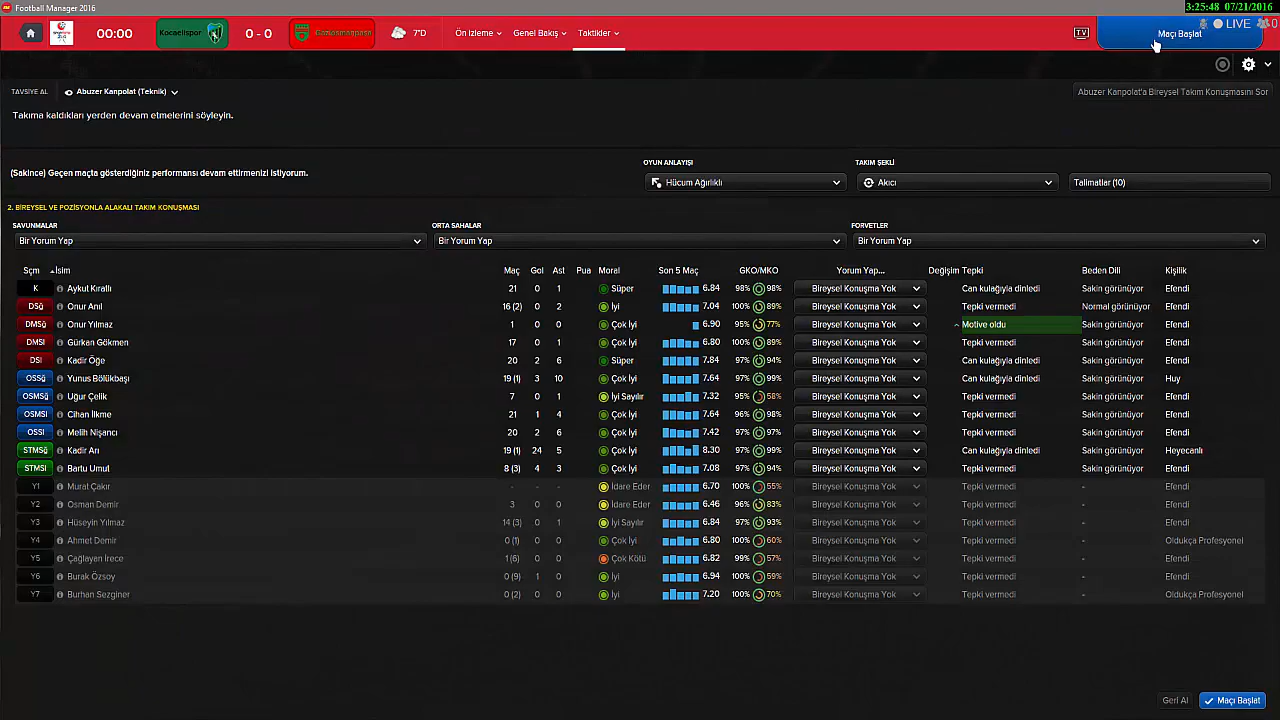 Football Manager 2016
3:25:48 07/21/2016
LIVE 0
00:00 Kocaelispor 0 - 0 Gaziosmanpaşa 7°D Ön İzleme Genel Bakış Taktikler TV Maçı Başlat
TAVSİYE AL Abuzer Kanpolat (Teknik) Abuzer Kanpolat'a Bireysel Takım Konuşmasını Sor
Takıma kaldıkları yerden devam etmelerini söyleyin.
OYUN ANLAYIŞI TAKIM ŞEKLİ
(Sakince) Geçen maçta gösterdiğiniz performansı devam ettirmenizi istiyorum. Hücum Ağırlıklı Akıcı Talimatlar (10)
2. BİREYSEL VE POZİSYONLA ALAKALI TAKIM KONUŞMASI
SAVUNMALAR ORTA SAHALAR FORVETLER
Bir Yorum Yap Bir Yorum Yap Bir Yorum Yap
Sçm İsim Maç Gol Ast Pua Moral Son 5 Maç GKO/MKO Yorum Yap... Değişim Tepki Beden Dili Kişilik
K Aykul Kırallı 21 0 1 Süper 6.84 98% 98% Bireysel Konuşma Yok Can kulağıyla dinledi Sakin görünüyor Efendi
DSğ Onur Anıl 16 (2) 0 2 İyi 7.04 100% 89% Bireysel Konuşma Yok Tepki vermedi Normal görünüyor Efendi
DMSğ Onur Yılmaz 1 0 0 Çok İyi 6.90 95% 77% Bireysel Konuşma Yok Motive oldu Sakin görünüyor Efendi
DMSl Gürkan Gökmen 17 0 1 Çok İyi 6.80 100% 89% Bireysel Konuşma Yok Tepki vermedi Sakin görünüyor Efendi
DSl Kadir Öğe 20 2 6 Süper 7.84 97% 94% Bireysel Konuşma Yok Can kulağıyla dinledi Sakin görünüyor Efendi
OSSğ Yunus Bölükbaşı 19 (1) 3 10 Çok İyi 7.64 97% 99% Bireysel Konuşma Yok Can kulağıyla dinledi Sakin görünüyor Huy
OSMSğ Uğur Çelik 7 0 1 İyi Sayılır 7.32 95% 58% Bireysel Konuşma Yok Tepki vermedi Sakin görünüyor Efendi
OSMSl Cihan İlkme 21 1 4 Çok İyi 7.64 96% 98% Bireysel Konuşma Yok Tepki vermedi Sakin görünüyor Efendi
OSSl Melih Nişancı 20 2 6 Çok İyi 7.42 97% 97% Bireysel Konuşma Yok Tepki vermedi Sakin görünüyor Efendi
STMSğ Kadir Arı 19 (1) 24 5 Çok İyi 8.30 97% 99% Bireysel Konuşma Yok Can kulağıyla dinledi Sakin görünüyor Heyecanlı
STMSl Bartu Umut 8 (3) 4 3 Çok İyi 7.08 97% 94% Bireysel Konuşma Yok Tepki vermedi Sakin görünüyor Efendi
Y1 Murat Çakır - - - İdare Eder 6.70 100% 55% Bireysel Konuşma Yok Tepki vermedi - Efendi
Y2 Osman Demir 3 0 0 İdare Eder 6.46 96% 83% Bireysel Konuşma Yok Tepki vermedi - Efendi
Y3 Hüseyin Yılmaz 14 (3) 0 1 İyi Sayılır 6.84 97% 93% Bireysel Konuşma Yok Tepki vermedi - Efendi
Y4 Ahmet Demir 0 (1) 0 0 Çok İyi 6.80 100% 60% Bireysel Konuşma Yok Tepki vermedi - Oldukça Profesyonel
Y5 Çağlayen İrece 1 (6) 0 0 Çok Kötü 6.82 99% 57% Bireysel Konuşma Yok Tepki vermedi - Efendi
Y6 Burak Özsoy 0 (9) 1 0 İyi 6.94 100% 59% Bireysel Konuşma Yok Tepki vermedi - Efendi
Y7 Burhan Sezginer 0 (2) 0 0 İyi 7.20 100% 70% Bireysel Konuşma Yok Tepki vermedi - Oldukça Profesyonel
Geri Al Maçı Başlat